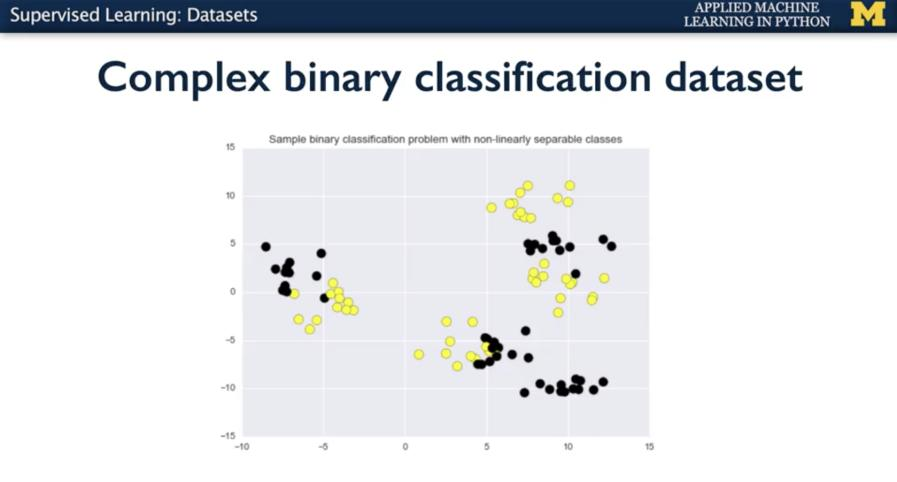 Supervised Learning: Datasets
APPLIED MACHINE
LEARNING IN PYTHON
M
Complex binary classification dataset
Sample binary classification problem with non-linearly separable classes
15
10
5
0
−5
−10
−15
−10
−5
0
5
10
15